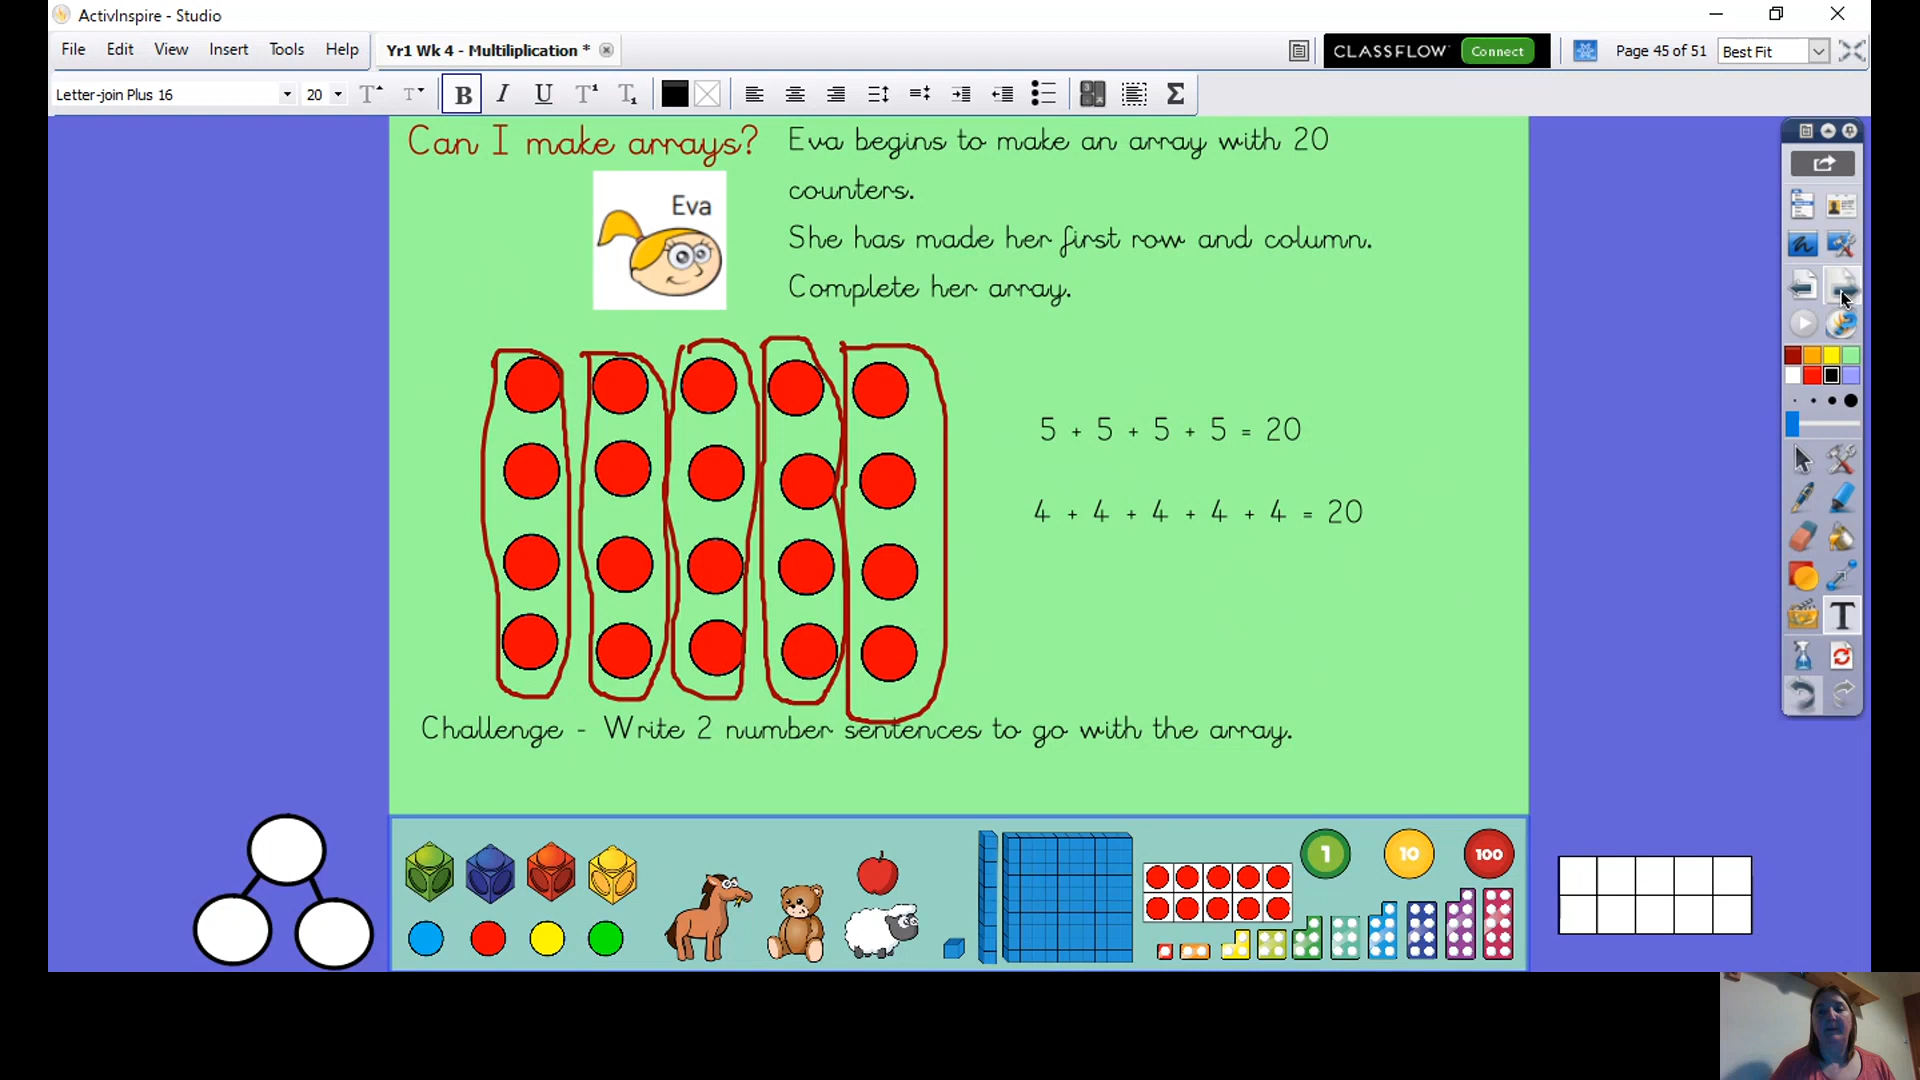 ActivInspire - Studio
File Edit View Insert Tools Help
Yr1 Wk 4 - Multiliplication *
CLASSFLOW Connect
Page 45 of 51
Best Fit
Letter-join Plus 16
20
B I U T T
Can I make arrays?
Eva begins to make an array with 20
counters.
She has made her first row and column.
Complete her array.
Eva
5 + 5 + 5 + 5 = 20
4 + 4 + 4 + 4 + 4 = 20
Challenge - Write 2 number sentences to go with the array.
1 10 100
T